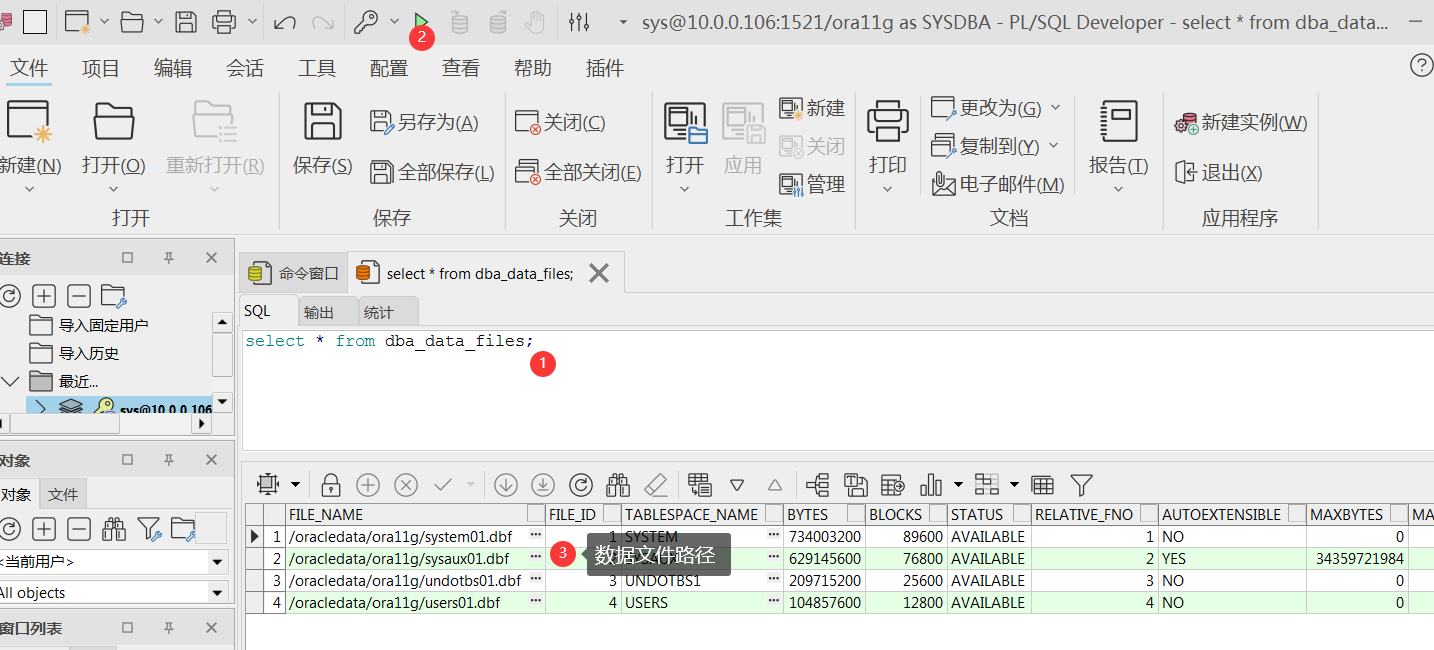 sys@10.0.0.106:1521/ora11g as SYSDBA - PL/SQL Developer - select * from dba_data...
2
文件 项目 编辑 会话 工具 配置 查看 帮助 插件
新建(N) 打开(O) 重新打开(R)
打开
保存(S) 另存为(A)
全部保存(L)
保存
关闭(C)
全部关闭(E)
关闭
打开 应用 新建
关闭
管理
工作集
打印 更改为(G)
复制到(Y)
电子邮件(M)
报告(T)
文档
新建实例(W)
退出(X)
应用程序
连接
导入固定用户
导入历史
最近...
sys@10.0.0.106
对象
对象 文件
<当前用户>
All objects
窗口列表
命令窗口 select * from dba_data_files;
SQL 输出 统计
select * from dba_data_files;
1
FILE_NAME FILE_ID TABLESPACE_NAME BYTES BLOCKS STATUS RELATIVE_FNO AUTOEXTENSIBLE MAXBYTES MA
1 /oracledata/ora11g/system01.dbf ... 1 SYSTEM ... 734003200 89600 AVAILABLE 1 NO 0
2 /oracledata/ora11g/sysaux01.dbf ... 629145600 76800 AVAILABLE 2 YES 34359721984
3 数据文件路径
3 /oracledata/ora11g/undotbs01.dbf ... 3 UNDOTBS1 ... 209715200 25600 AVAILABLE 3 NO 0
4 /oracledata/ora11g/users01.dbf ... 4 USERS ... 104857600 12800 AVAILABLE 4 NO 0